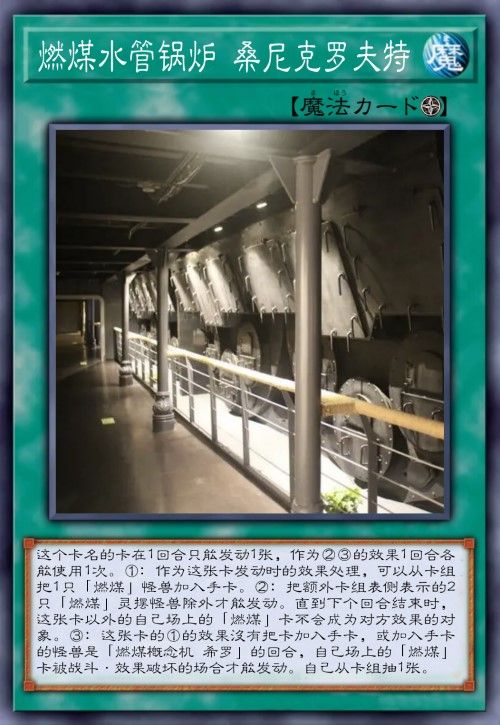 燃煤水管锅炉 桑尼克罗夫特
魔
【魔法カード】
ま ほう
这个卡名的卡在1回合只能发动1张，作为②③的效果1回合各
能使用1次。①：作为这张卡发动时的效果处理，可以从卡组
把1只「燃煤」怪兽加入手卡。②：把额外卡组表侧表示的2
只「燃煤」灵摆怪兽除外才能发动。直到下个回合结束时，
这张卡以外的自己场上的「燃煤」卡不会成为对方效果的对
象。③：这张卡的①的效果沒有把卡加入手卡，或加入手卡
的怪兽是「燃煤概念机 希罗」的回合，自己场上的「燃煤」
卡被战斗·效果破坏的场合才能发动。自己从卡组抽1张。